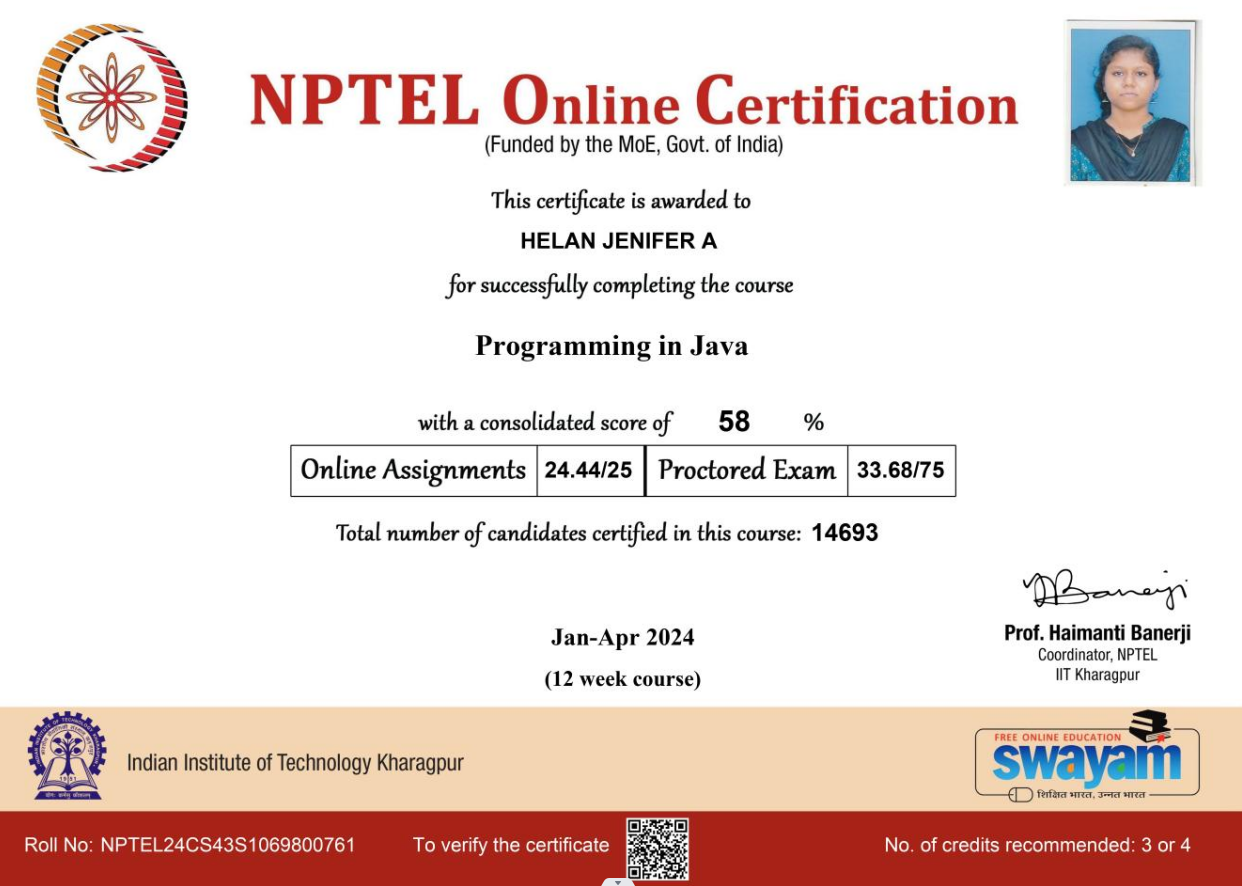 NPTEL Online Certification
(Funded by the MoE, Govt. of India)
This certificate is awarded to
HELAN JENIFER A
for successfully completing the course
Programming in Java
with a consolidated score of 58 %
Online Assignments 24.44/25 Proctored Exam 33.68/75
Total number of candidates certified in this course: 14693
Jan-Apr 2024
(12 week course)
Prof. Haimanti Banerji
Coordinator, NPTEL
IIT Kharagpur
Indian Institute of Technology Kharagpur
FREE ONLINE EDUCATION
swayam
शिक्षित भारत, उन्नत भारत
Roll No: NPTEL24CS43S1069800761 To verify the certificate No. of credits recommended: 3 or 4